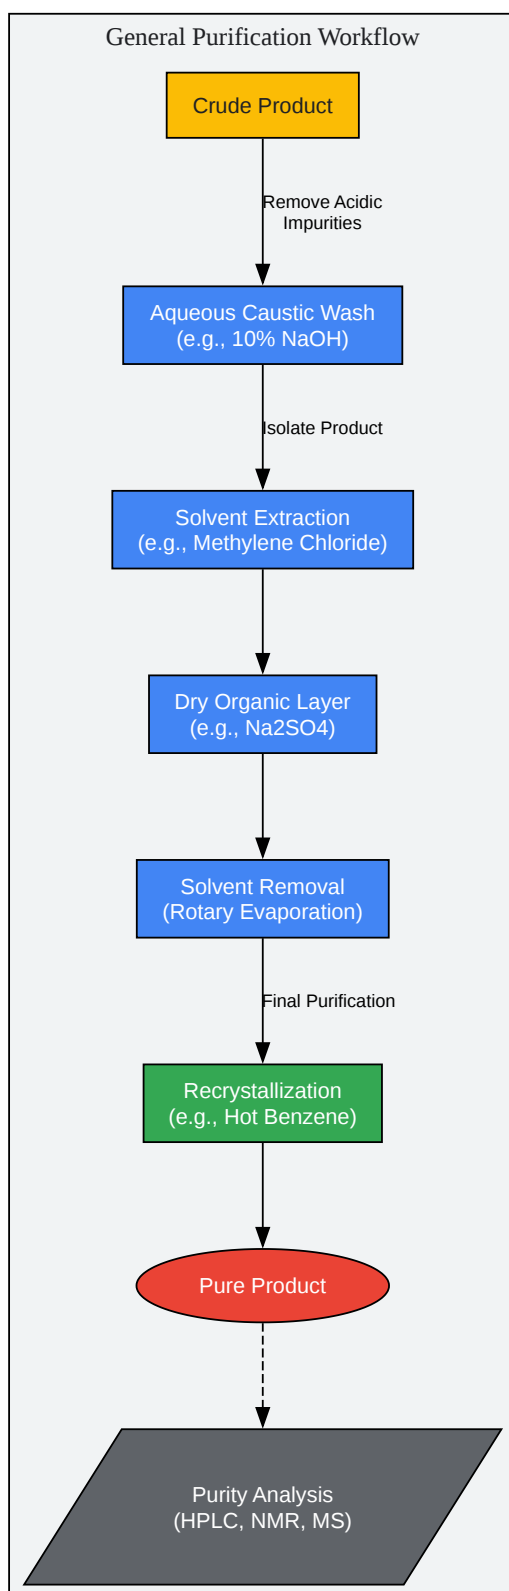 General Purification Workflow
Crude Product
Remove Acidic
Impurities
Aqueous Caustic Wash
(e.g., 10% NaOH)
Isolate Product
Solvent Extraction
(e.g., Methylene Chloride)
Dry Organic Layer
(e.g., Na2SO4)
Solvent Removal
(Rotary Evaporation)
Final Purification
Recrystallization
(e.g., Hot Benzene)
Pure Product
Purity Analysis
(HPLC, NMR, MS)